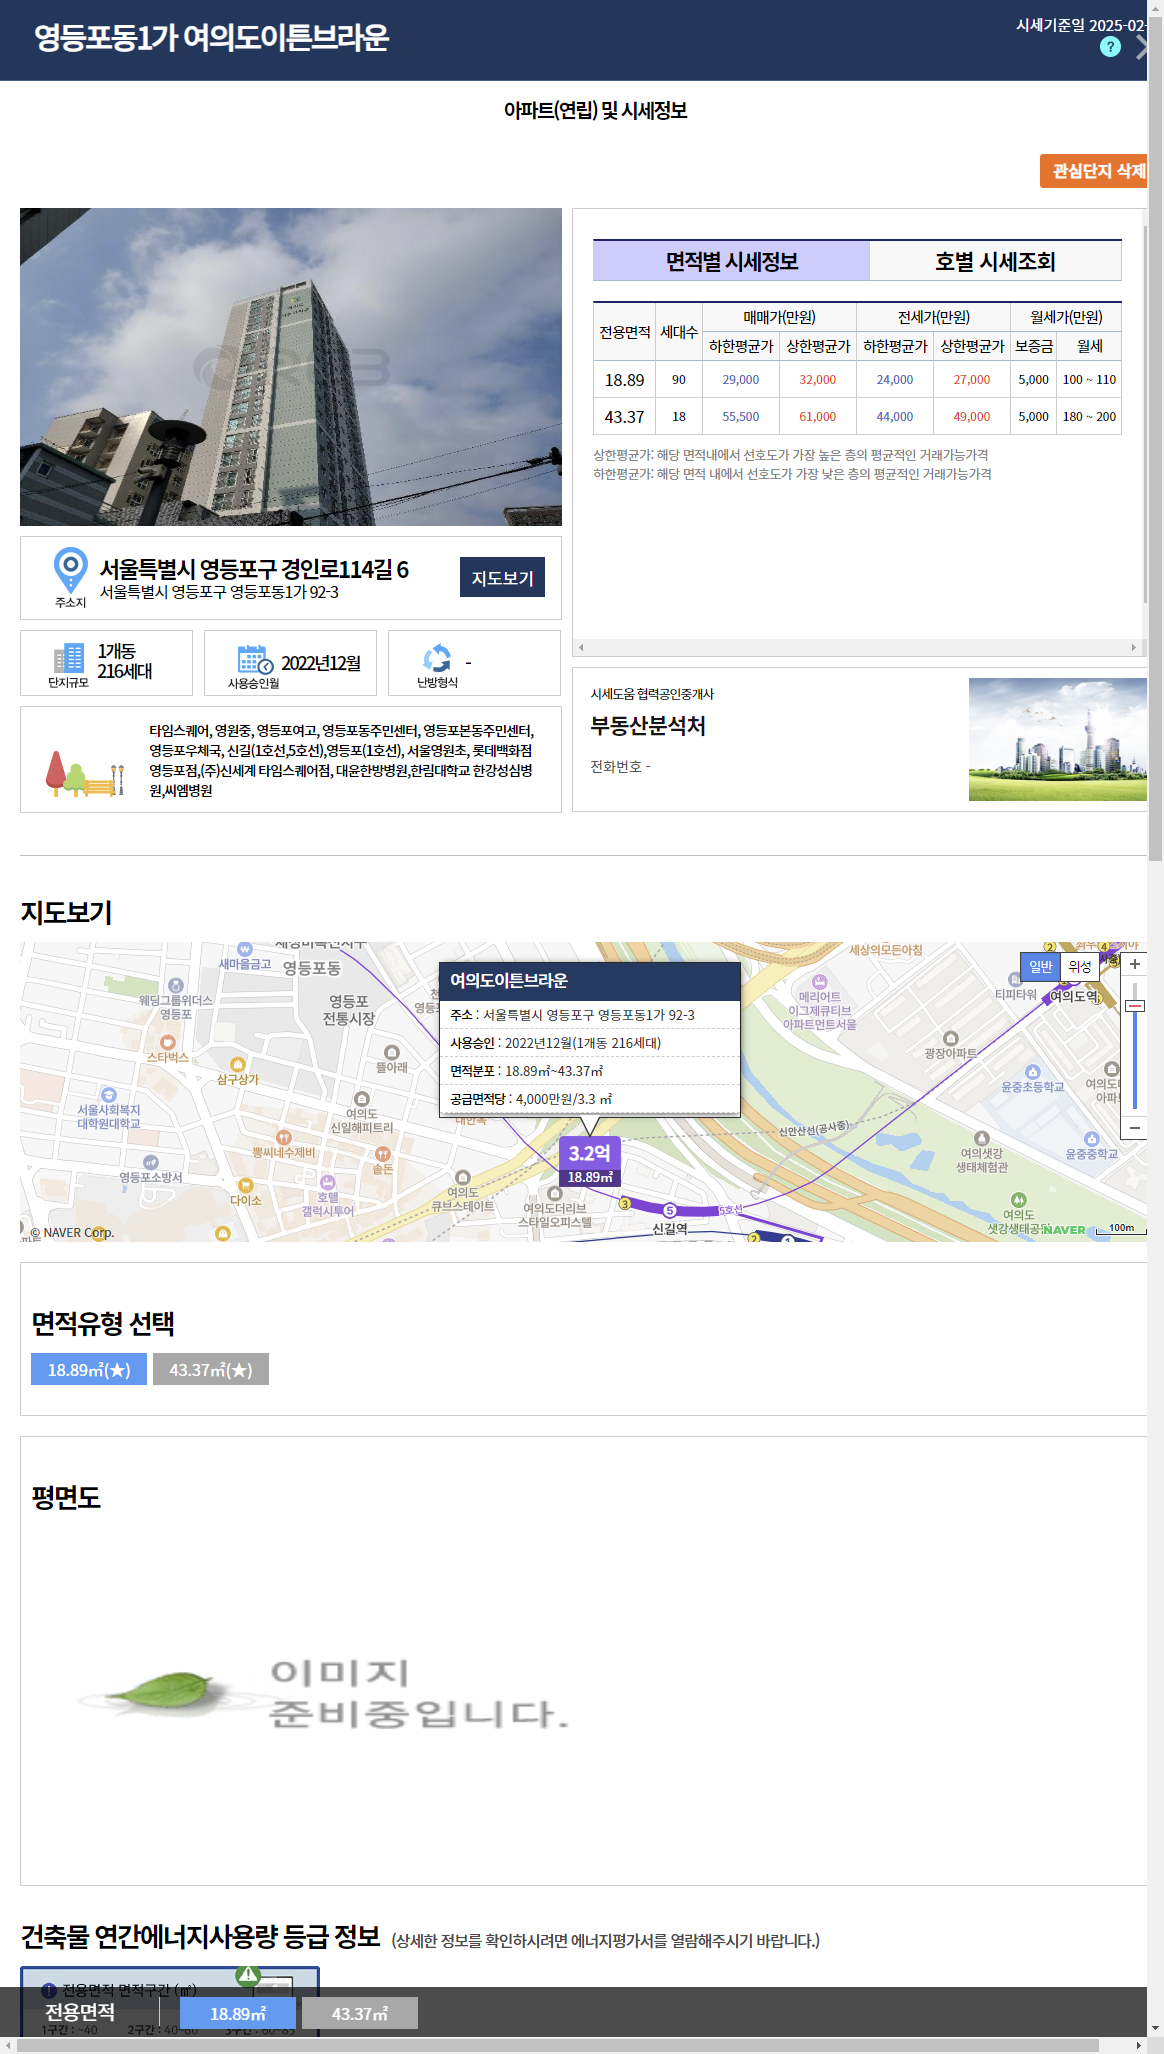 영등포동1가 여의도이튼브라운
시세기준일 2025-02-
?
아파트(연립) 및 시세정보
관심단지 삭제
면적별 시세정보
호별 시세조회
전용면적 세대수 매매가(만원) 전세가(만원) 월세가(만원)
하한평균가 상한평균가 하한평균가 상한평균가 보증금 월세
18.89 90 29,000 32,000 24,000 27,000 5,000 100 ~ 110
43.37 18 55,500 61,000 44,000 49,000 5,000 180 ~ 200
상한평균가: 해당 면적내에서 선호도가 가장 높은 층의 평균적인 거래가능가격
하한평균가: 해당 면적 내에서 선호도가 가장 낮은 층의 평균적인 거래가능가격
주소지
서울특별시 영등포구 경인로114길 6
서울특별시 영등포구 영등포동1가 92-3
지도보기
단지규모
1개동
216세대
사용승인월
2022년12월
난방형식
-
타임스퀘어, 영원중, 영등포여고, 영등포동주민센터, 영등포본동주민센터,
영등포우체국, 신길(1호선,5호선),영등포(1호선), 서울영원초, 롯데백화점
영등포점,(주)신세계 타임스퀘어점, 대윤한방병원,한림대학교 한강성심병
원,씨엠병원
시세도움 협력공인중개사
부동산분석처
전화번호 -
지도보기
새마을금고
영등포동
세상의모든아침
일반
위성
웨딩그룹위더스
영등포
영등포
전통시장
스타벅스
삼구상가
뜰아래
서울사회복지
대학원대학교
여의도
신일해피트리
뽕씨네수제비
솥돈
영등포소방서
다이소
호텔
갤럭시투어
여의도
큐브스테이트
여의도더리브
스타일오피스텔
여의도이튼브라운
주소 : 서울특별시 영등포구 영등포동1가 92-3
사용승인 : 2022년12월(1개동 216세대)
면적분포 : 18.89㎡~43.37㎡
공급면적당 : 4,000만원/3.3 ㎡
3.2억
18.89㎡
메리어트
이그제큐티브
아파트먼트서울
티피타워
여의도역
광장아파트
윤중초등학교
신안산선(공사중)
여의샛강
생태체험관
윤중중학교
3
5
5호선
신길역
2
1
여의도
샛강생태공원
NAVER
100m
© NAVER Corp.
면적유형 선택
18.89㎡(★)
43.37㎡(★)
평면도
이미지
준비중입니다.
건축물 연간에너지사용량 등급 정보 (상세한 정보를 확인하시려면 에너지평가서를 열람해주시기 바랍니다.)
전용면적 면적구간 (㎡)
1구간 : ~40 2구간 : 40~60 3구간 : 60~85
전용면적
18.89㎡
43.37㎡